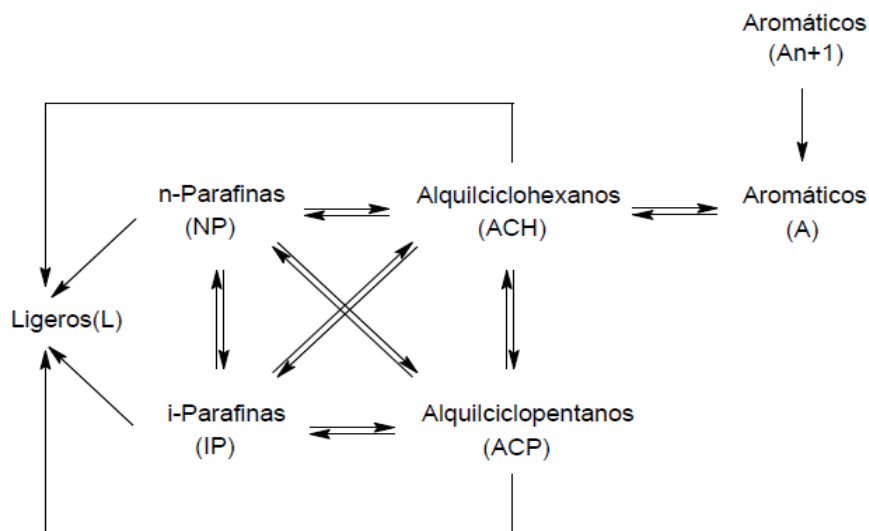 Aromáticos
(An+1)
n-Parafinas
(NP)
Alquilciclohexanos
(ACH)
Aromáticos
(A)
Ligeros(L)
i-Parafinas
(IP)
Alquilciclopentanos
(ACP)